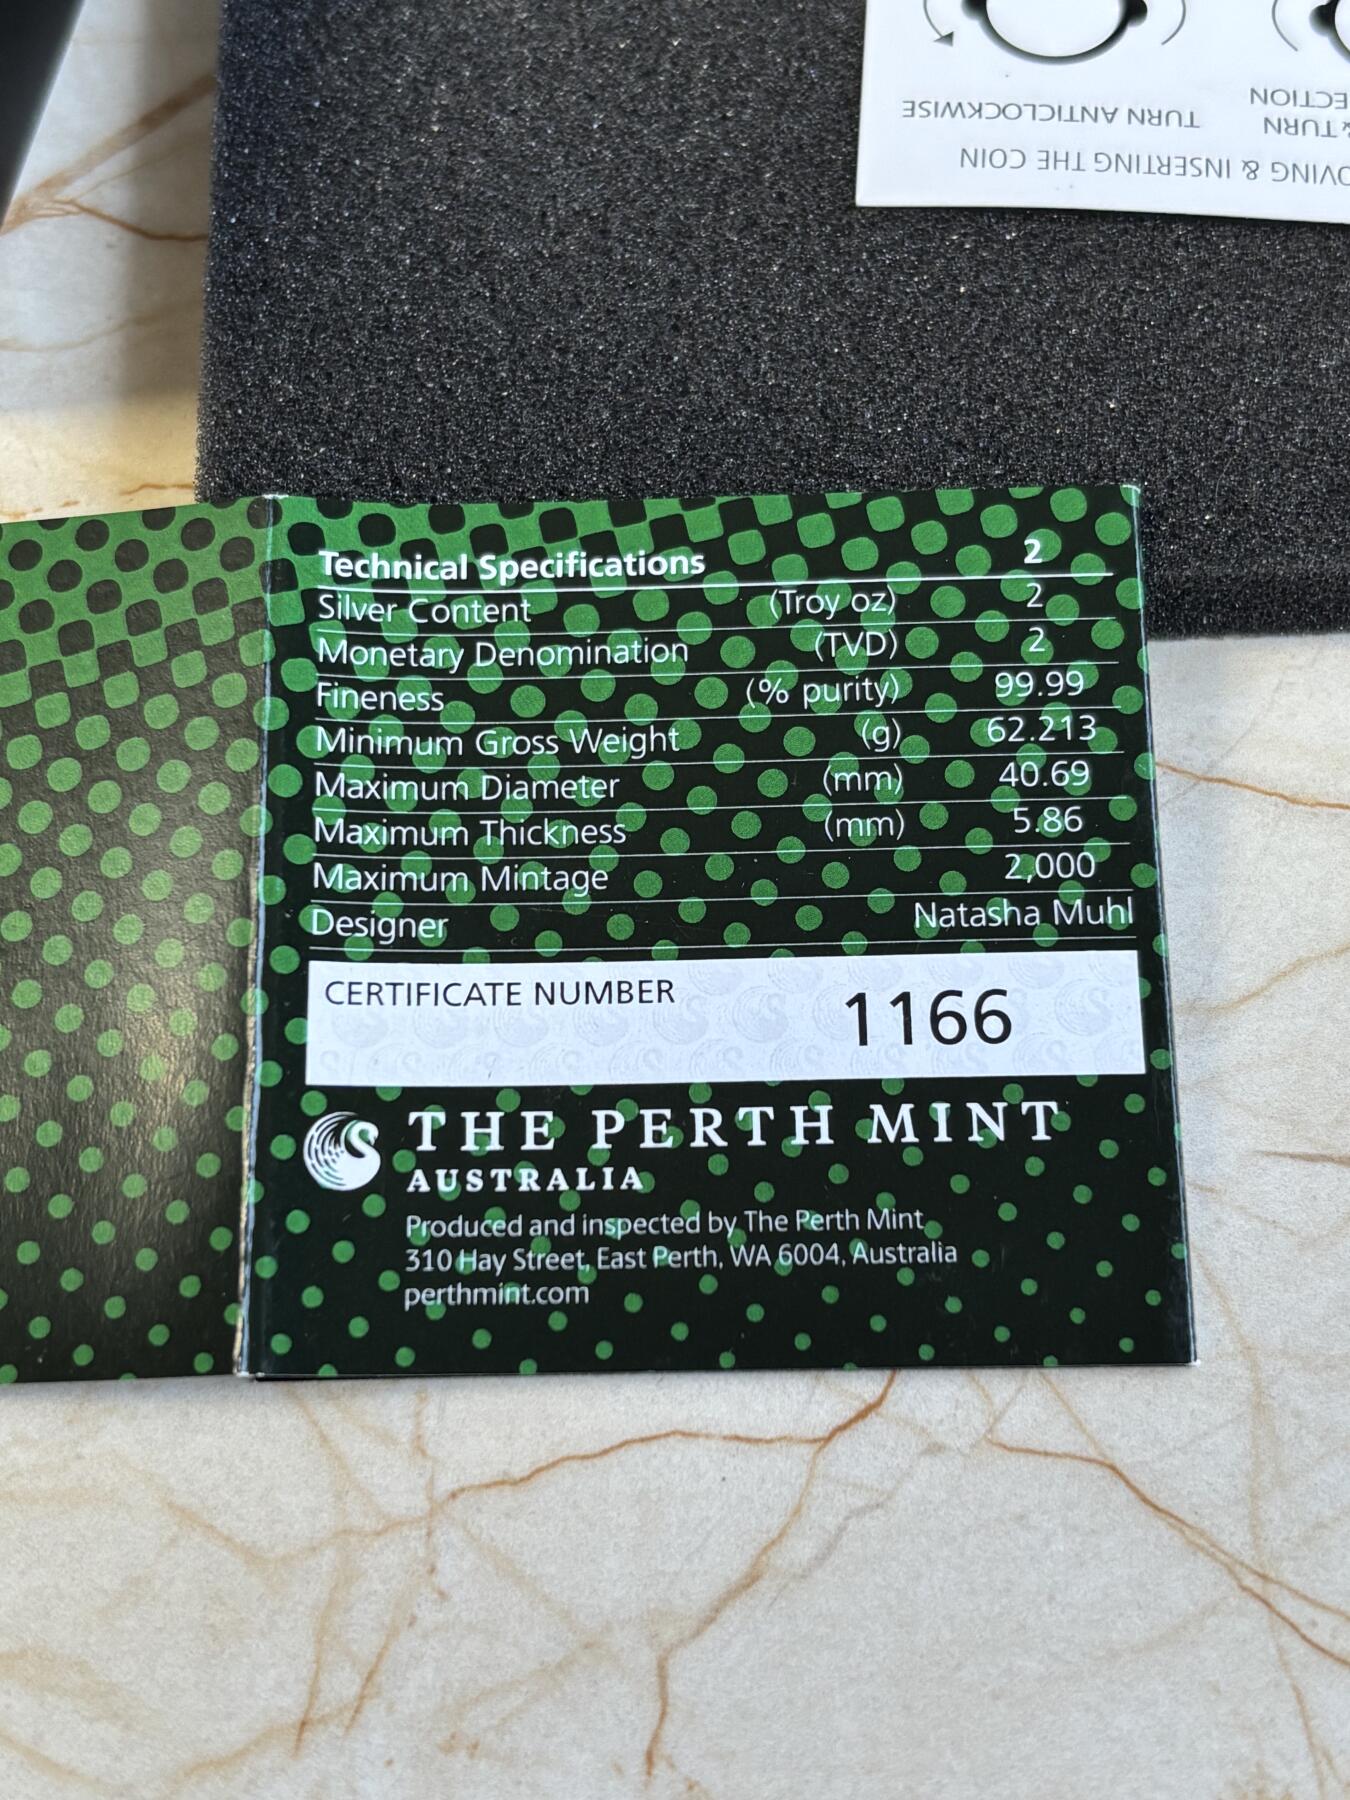 TURN ANTICLOCKWISE
& TURN
OVING & INSERTING THE COIN
Technical Specifications 2
Silver Content (Troy oz) 2
Monetary Denomination (TVD) 2
Fineness (% purity) 99.99
Minimum Gross Weight (g) 62.213
Maximum Diameter (mm) 40.69
Maximum Thickness (mm) 5.86
Maximum Mintage 2,000
Designer Natasha Muhl
CERTIFICATE NUMBER 1166
THE PERTH MINT
AUSTRALIA
Produced and inspected by The Perth Mint
310 Hay Street, East Perth, WA 6004, Australia
perthmint.com